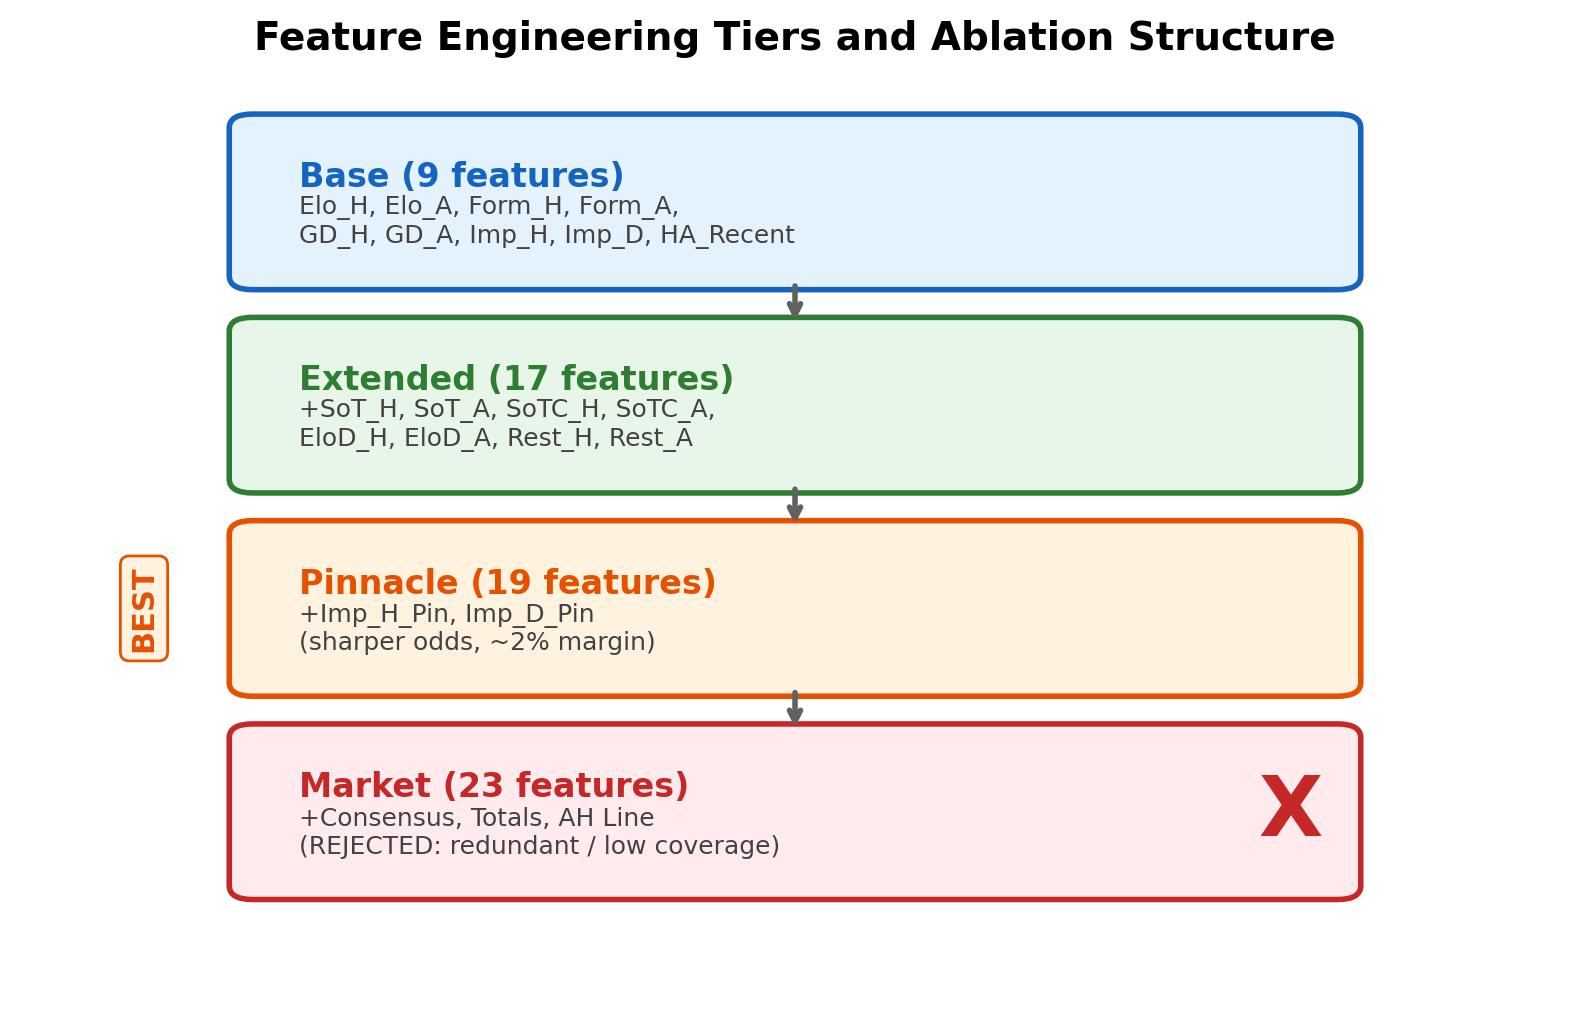 Feature Engineering Tiers and Ablation Structure
Base (9 features)
Elo_H, Elo_A, Form_H, Form_A,
GD_H, GD_A, Imp_H, Imp_D, HA_Recent
Extended (17 features)
+SoT_H, SoT_A, SoTC_H, SoTC_A,
EloD_H, EloD_A, Rest_H, Rest_A
BEST
Pinnacle (19 features)
+Imp_H_Pin, Imp_D_Pin
(sharper odds, ~2% margin)
Market (23 features)
+Consensus, Totals, AH Line
(REJECTED: redundant / low coverage)
X